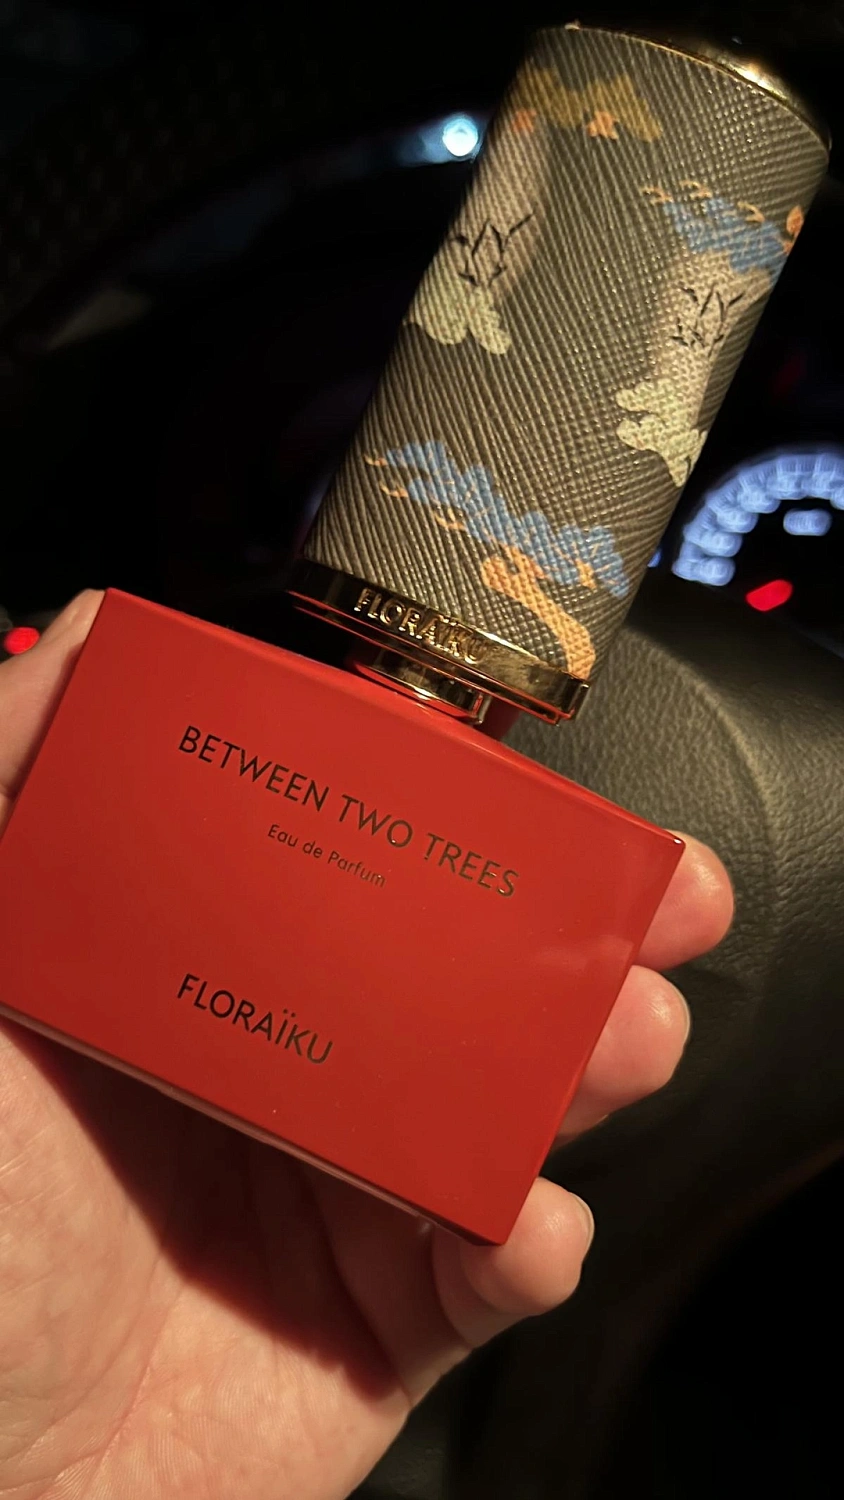 FLORAÏKU
BETWEEN TWO TREES
Eau de Parfum
FLORAÏKU